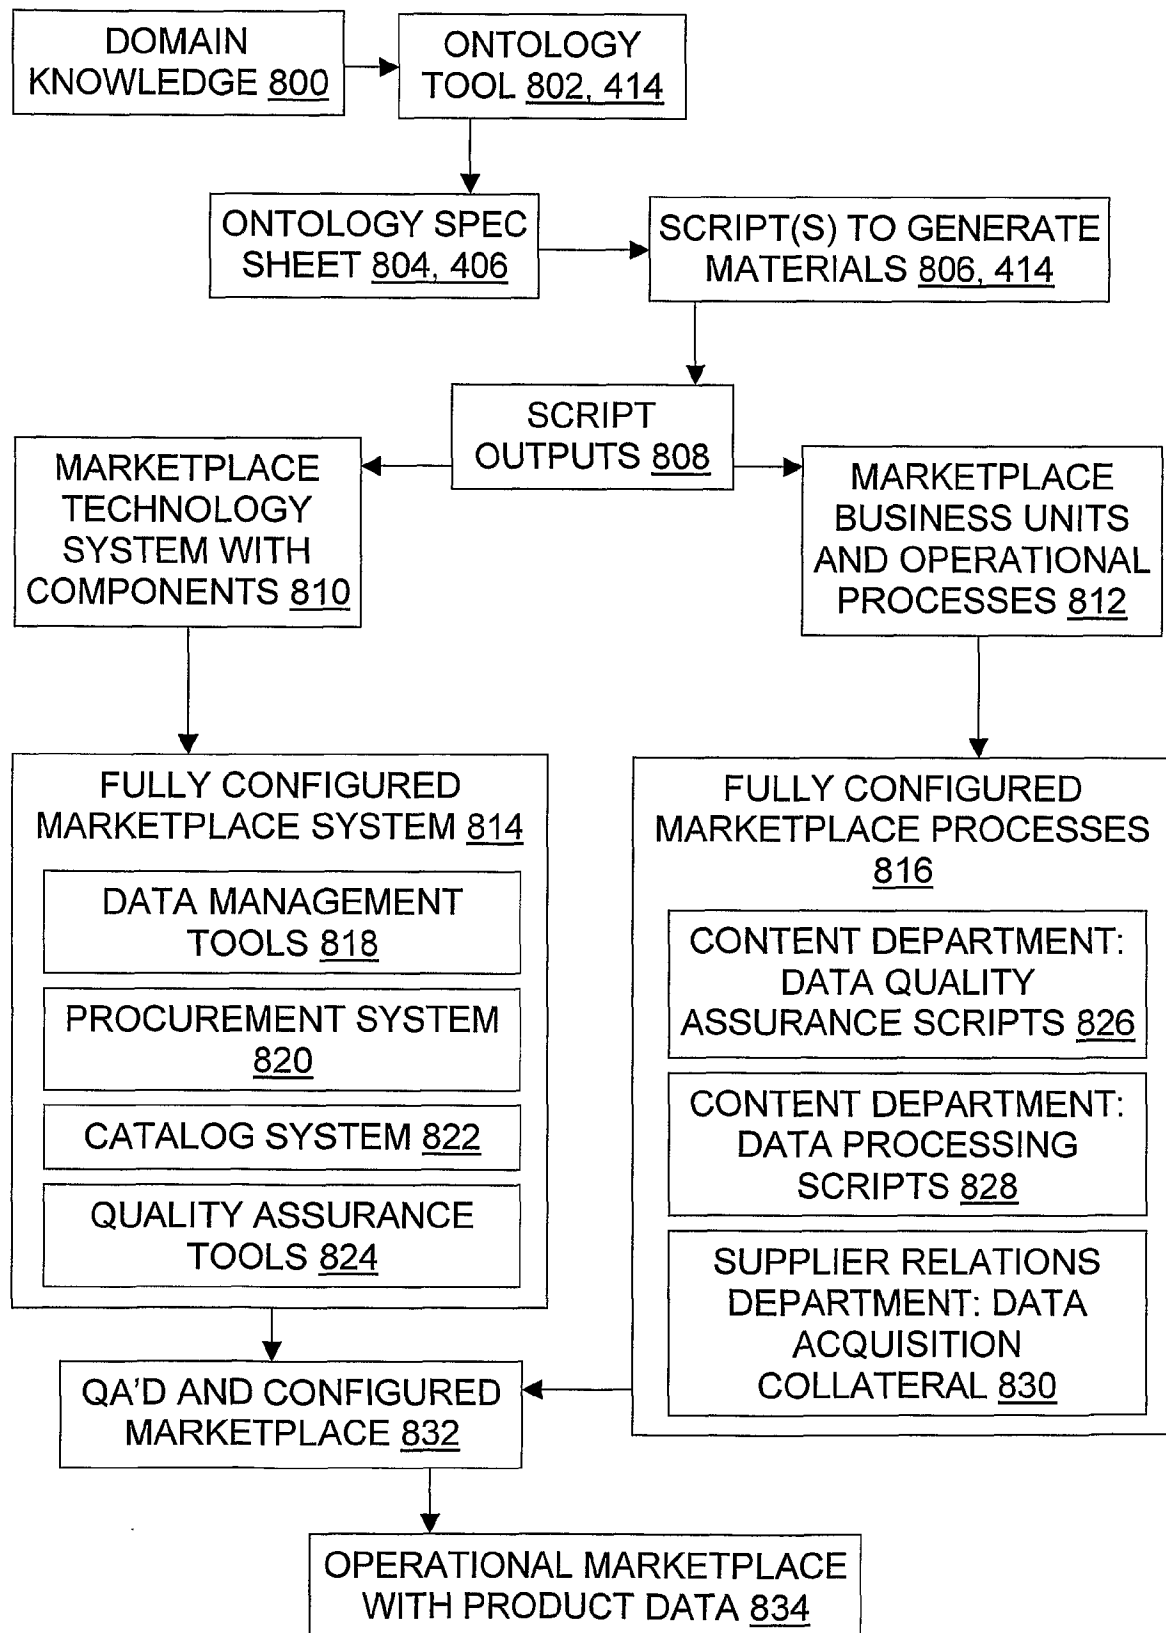 DOMAIN
KNOWLEDGE 800
ONTOLOGY
TOOL 802, 414
ONTOLOGY SPEC
SHEET 804, 406
SCRIPT(S) TO GENERATE
MATERIALS 806, 414
SCRIPT
OUTPUTS 808
MARKETPLACE
TECHNOLOGY
SYSTEM WITH
COMPONENTS 810
MARKETPLACE
BUSINESS UNITS
AND OPERATIONAL
PROCESSES 812
FULLY CONFIGURED
MARKETPLACE SYSTEM 814
DATA MANAGEMENT
TOOLS 818
PROCUREMENT SYSTEM
820
CATALOG SYSTEM 822
QUALITY ASSURANCE
TOOLS 824
FULLY CONFIGURED
MARKETPLACE PROCESSES
816
CONTENT DEPARTMENT:
DATA QUALITY
ASSURANCE SCRIPTS 826
CONTENT DEPARTMENT:
DATA PROCESSING
SCRIPTS 828
SUPPLIER RELATIONS
DEPARTMENT: DATA
ACQUISITION
COLLATERAL 830
QA'D AND CONFIGURED
MARKETPLACE 832
OPERATIONAL MARKETPLACE
WITH PRODUCT DATA 834